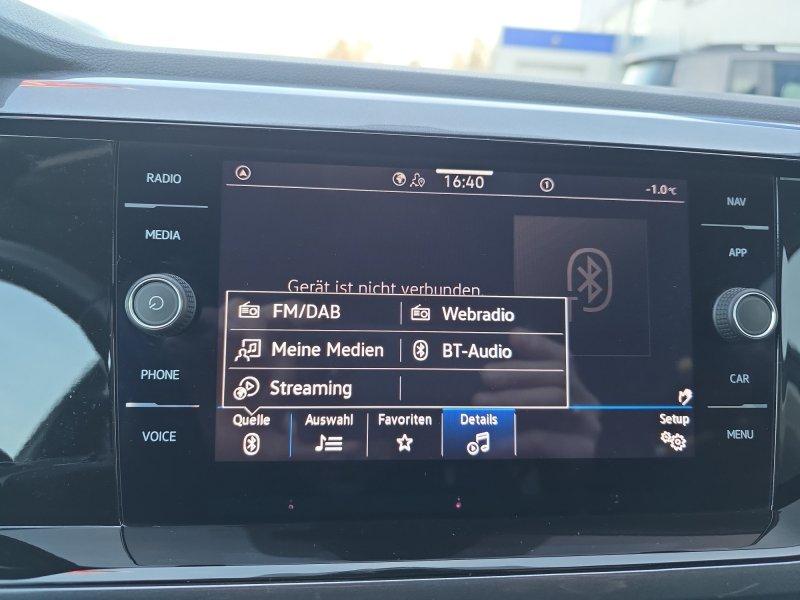 RADIO
MEDIA
PHONE
VOICE
16:40
1
-1.0°C
Gerät ist nicht verbunden.
FM/DAB
Webradio
Meine Medien
BT-Audio
Streaming
Quelle
Auswahl
Favoriten
Details
Setup
NAV
APP
CAR
MENU